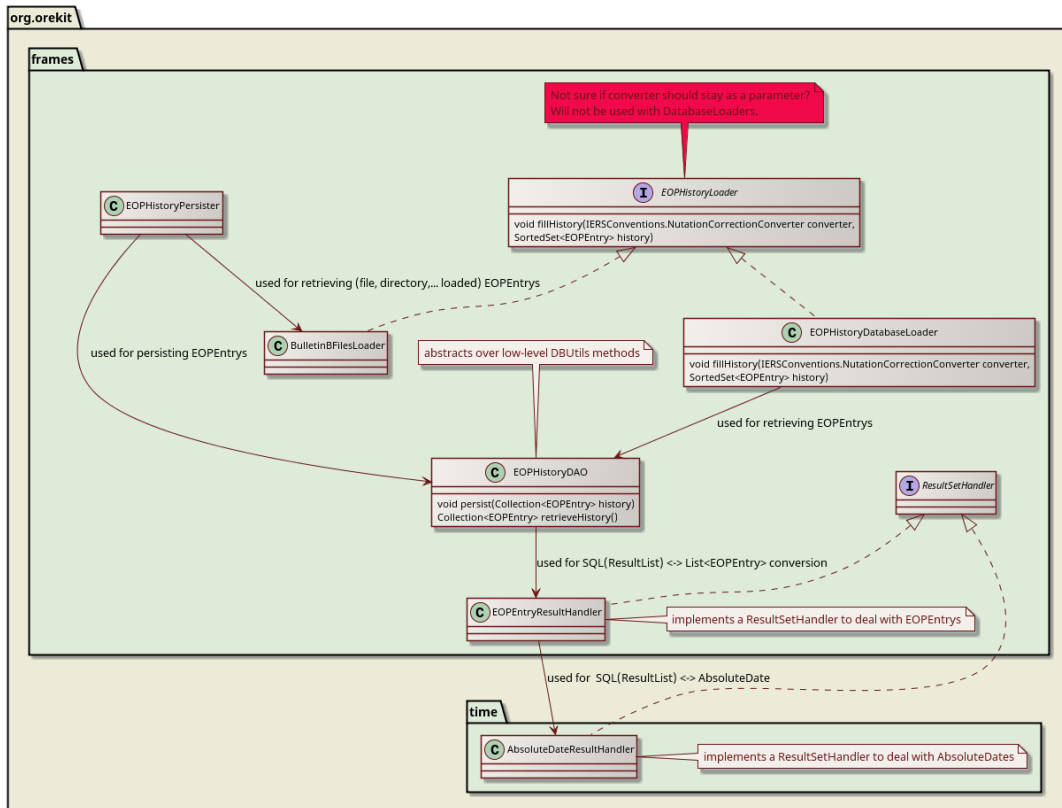 org.orekit
frames
Not sure if converter should stay as a parameter?
Will not be used with DatabaseLoaders.
C EOPHistoryPersister
I EOPHistoryLoader
void fillHistory(IERSConventions.NutationCorrectionConverter converter,
SortedSet<EOPEntry> history)
used for retrieving (file, directory,... loaded) EOPEntrys
C BulletinBFilesLoader
C EOPHistoryDatabaseLoader
void fillHistory(IERSConventions.NutationCorrectionConverter converter,
SortedSet<EOPEntry> history)
used for persisting EOPEntrys
abstracts over low-level DBUtils methods
used for retrieving EOPEntrys
C EOPHistoryDAO
void persist(Collection<EOPEntry> history)
Collection<EOPEntry> retrieveHistory()
I ResultSetHandler
used for SQL(ResultList) <-> List<EOPEntry> conversion
C EOPEntryResultHandler
implements a ResultSetHandler to deal with EOPEntrys
used for SQL(ResultList) <-> AbsoluteDate
time
C AbsoluteDateResultHandler
implements a ResultSetHandler to deal with AbsoluteDates